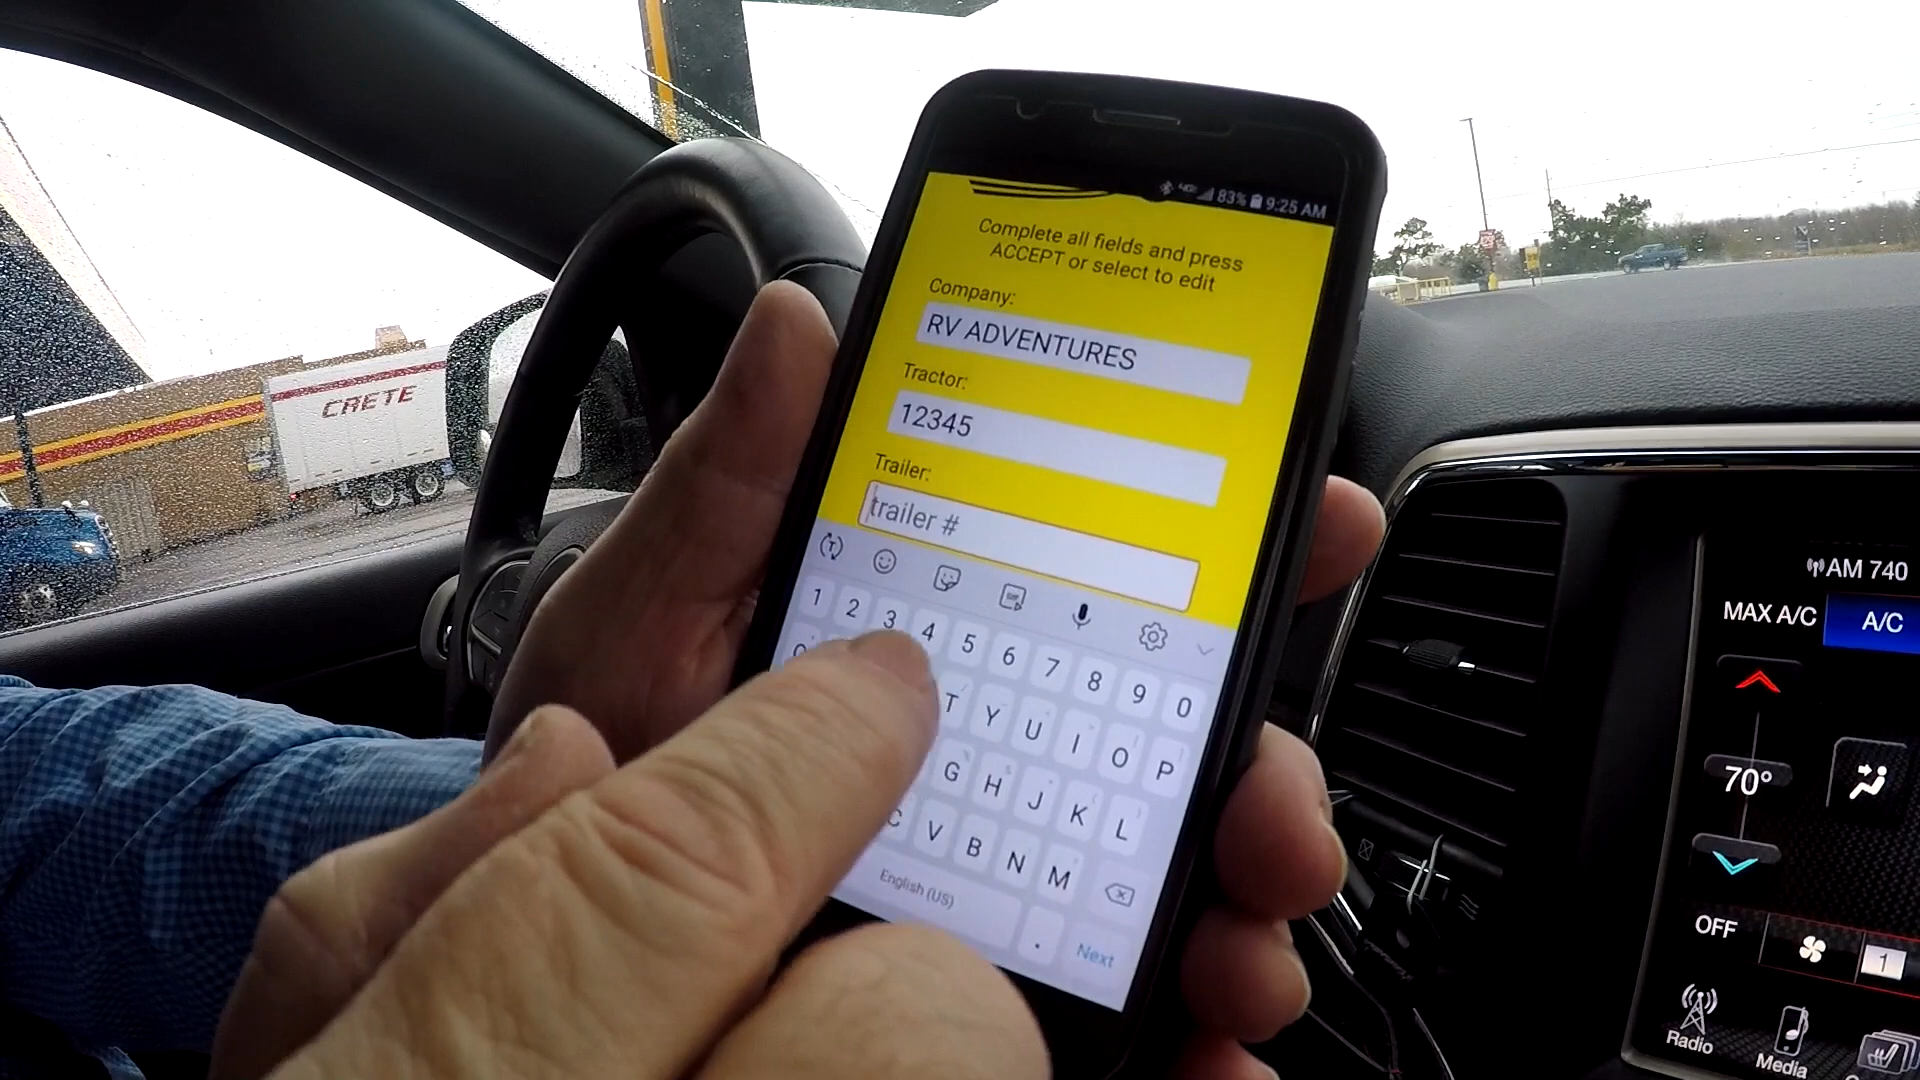 CRETE
83% 9:25 AM
Complete all fields and press
ACCEPT or select to edit
Company:
RV ADVENTURES
Tractor:
12345
Trailer:
trailer #
1 2 3 4 5 6 7 8 9 0
T Y U I O P
G H J K L
C V B N M
English (US) . Next
AM 740
MAX A/C A/C
70°
OFF 1
Radio Media